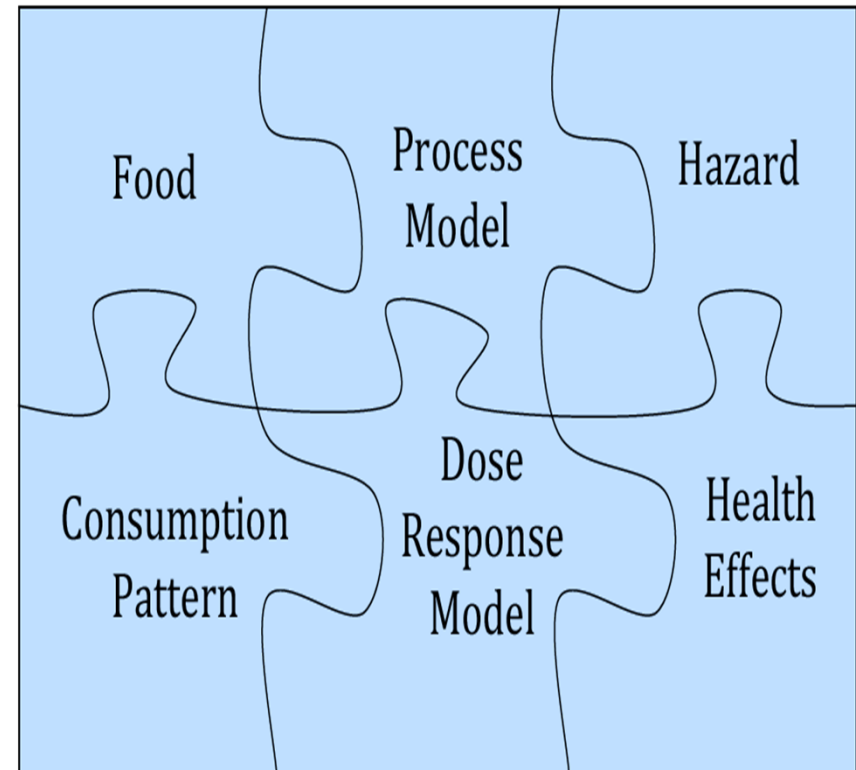 Food
Process
Model
Hazard
Consumption
Pattern
Dose
Response
Model
Health
Effects